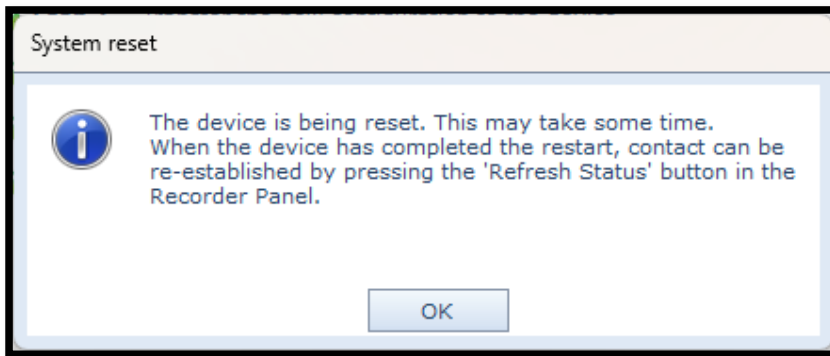 System reset
The device is being reset. This may take some time.
When the device has completed the restart, contact can be
re-established by pressing the 'Refresh Status' button in the
Recorder Panel.
OK